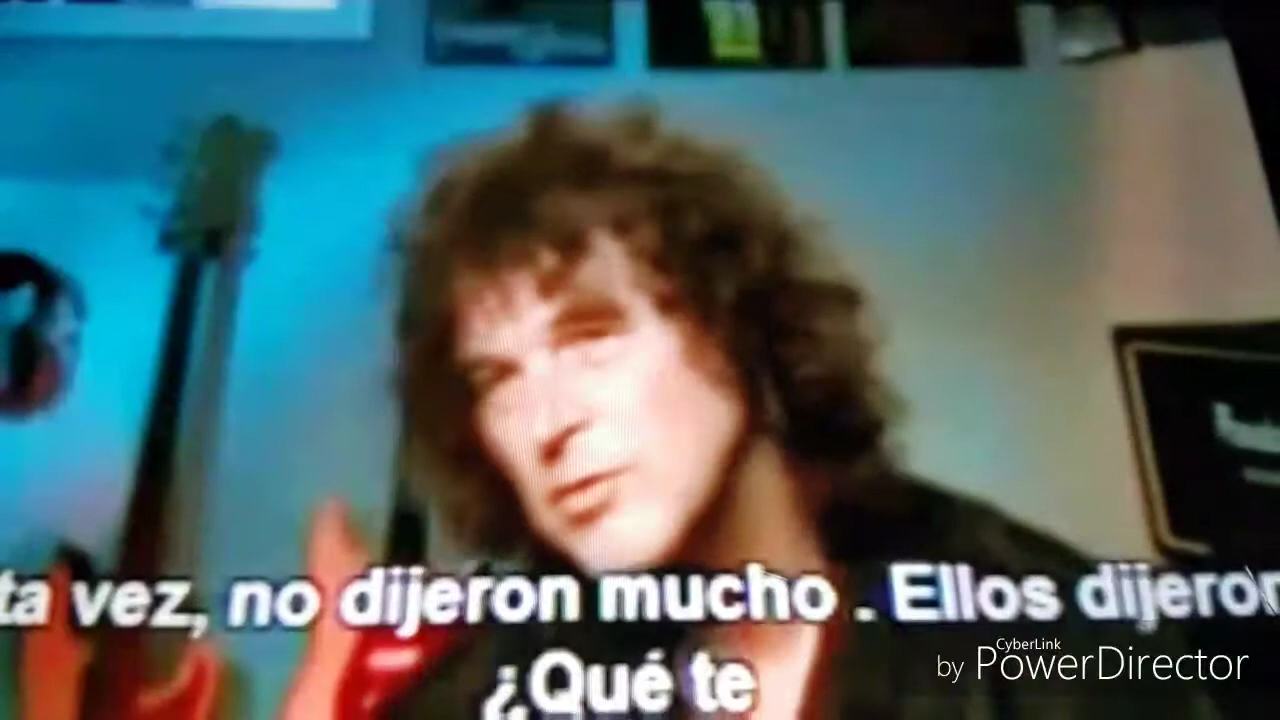 ta vez, no dijeron mucho . Ellos dijeron
¿Qué te
CyberLink
by PowerDirector